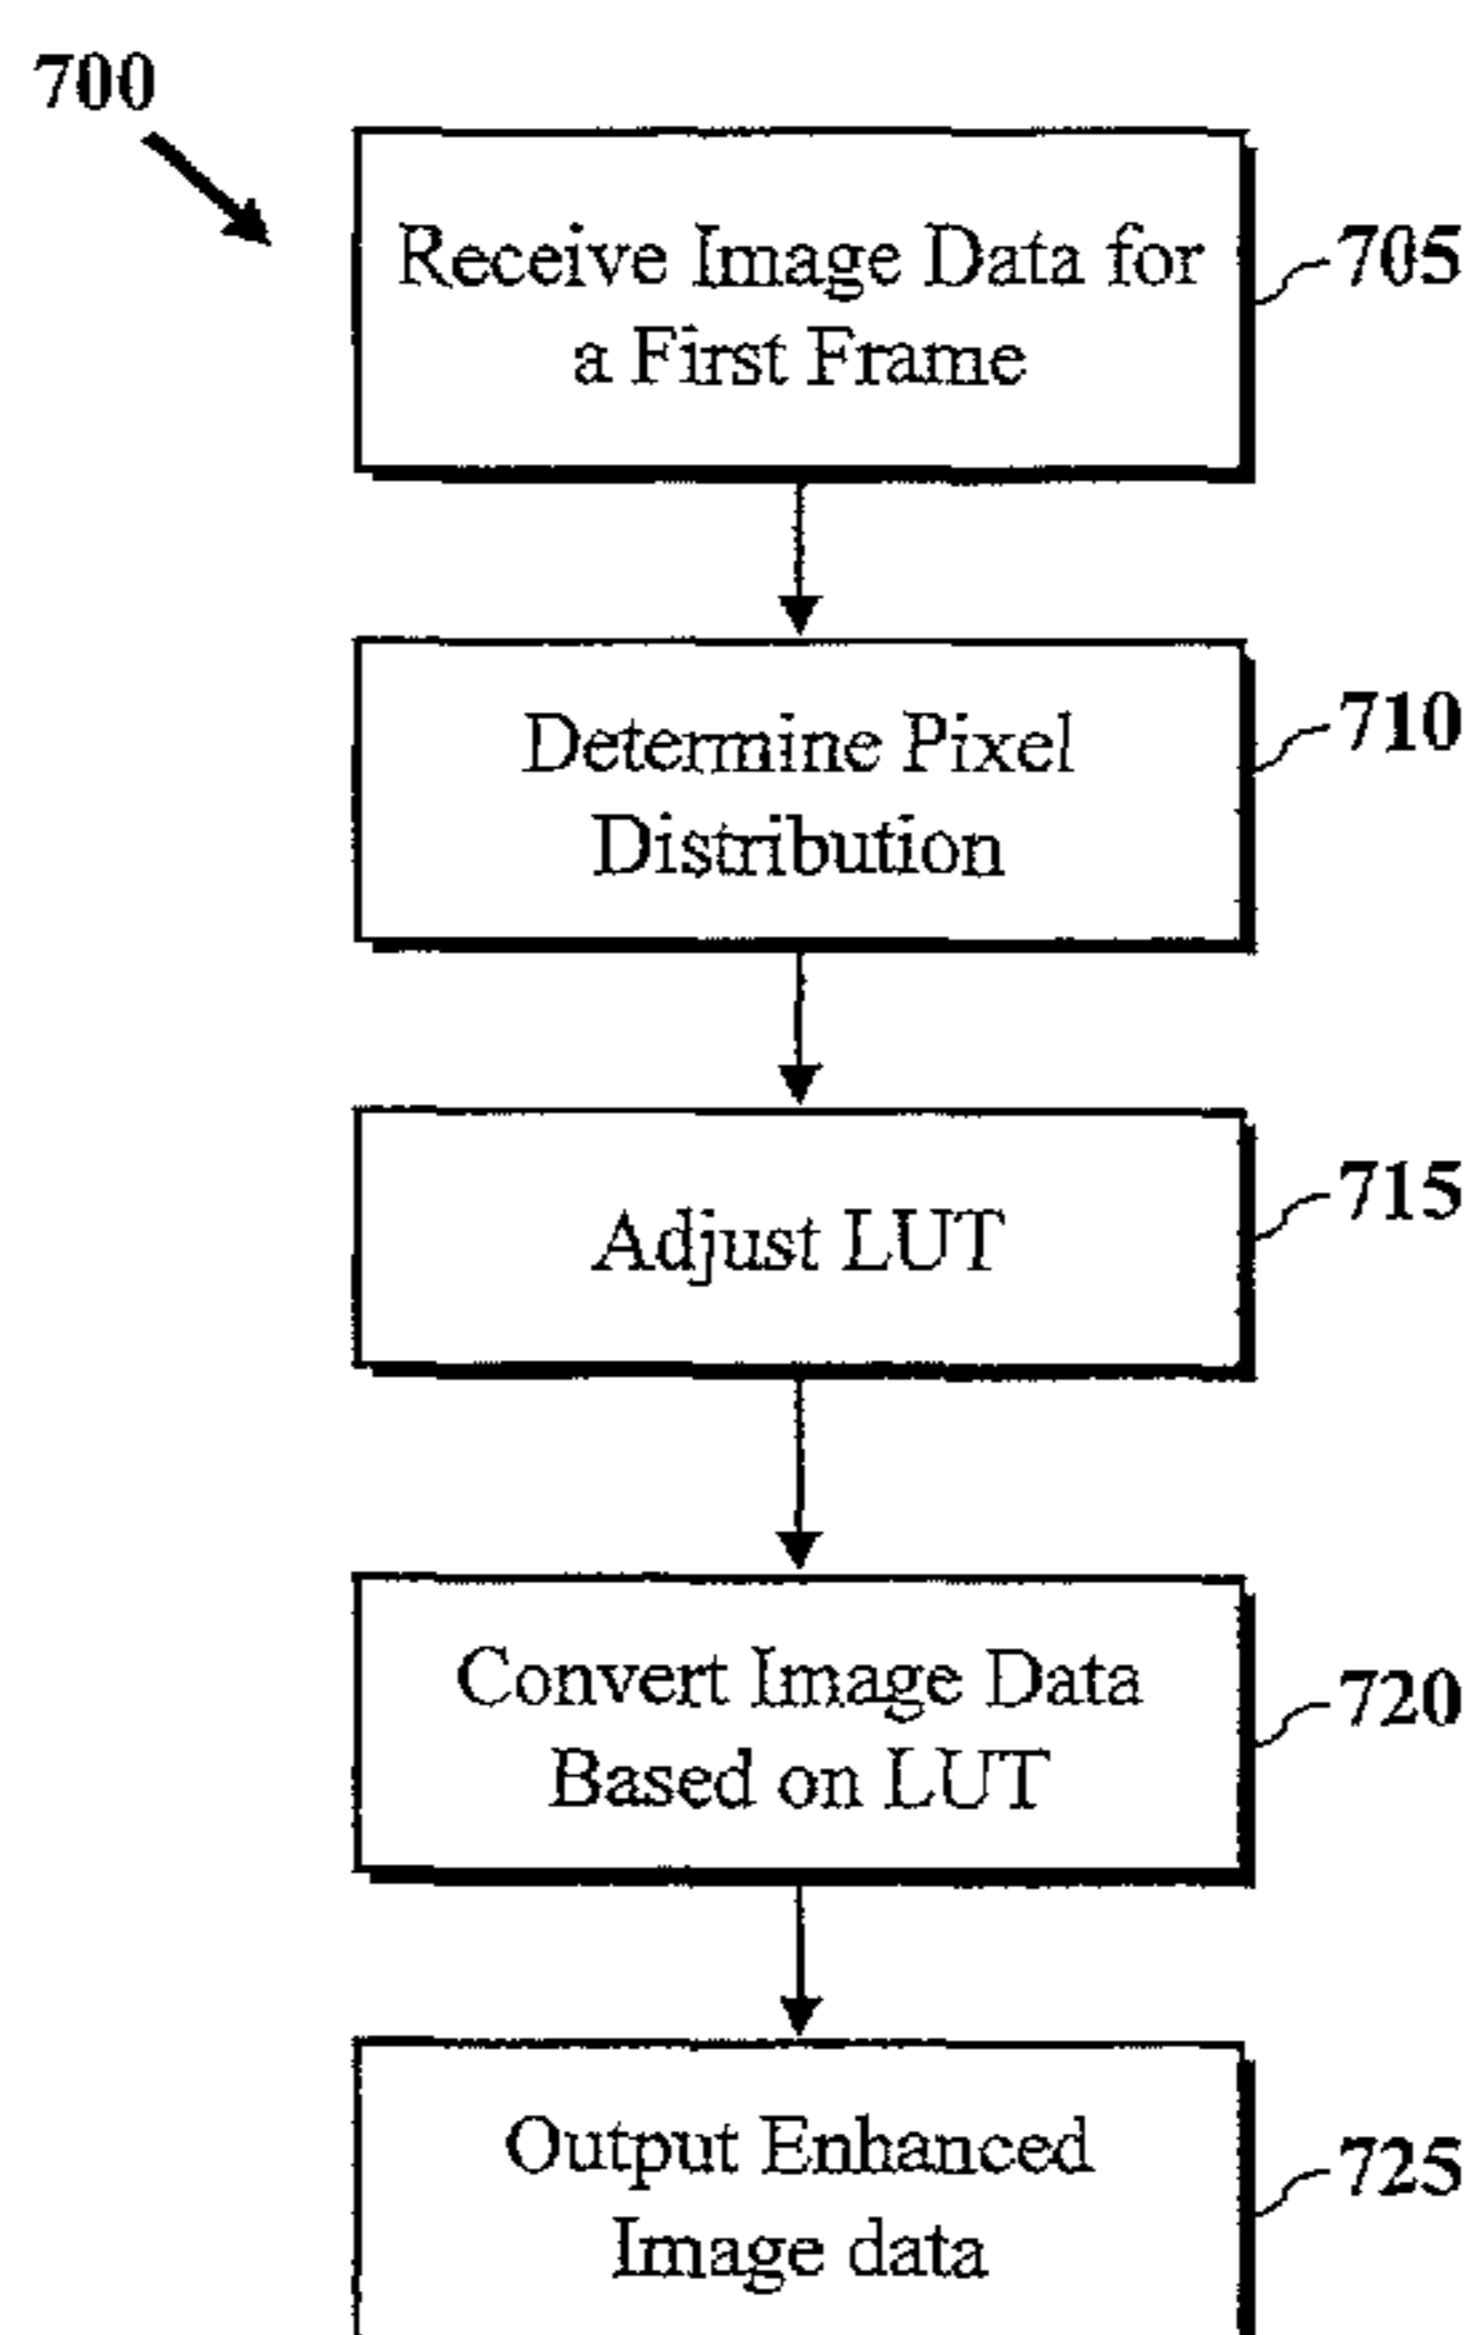 700
Receive Image Data for
a First Frame
705
Determine Pixel
Distribution
710
Adjust LUT
715
Convert Image Data
Based on LUT
720
Output Enhanced
Image data
725